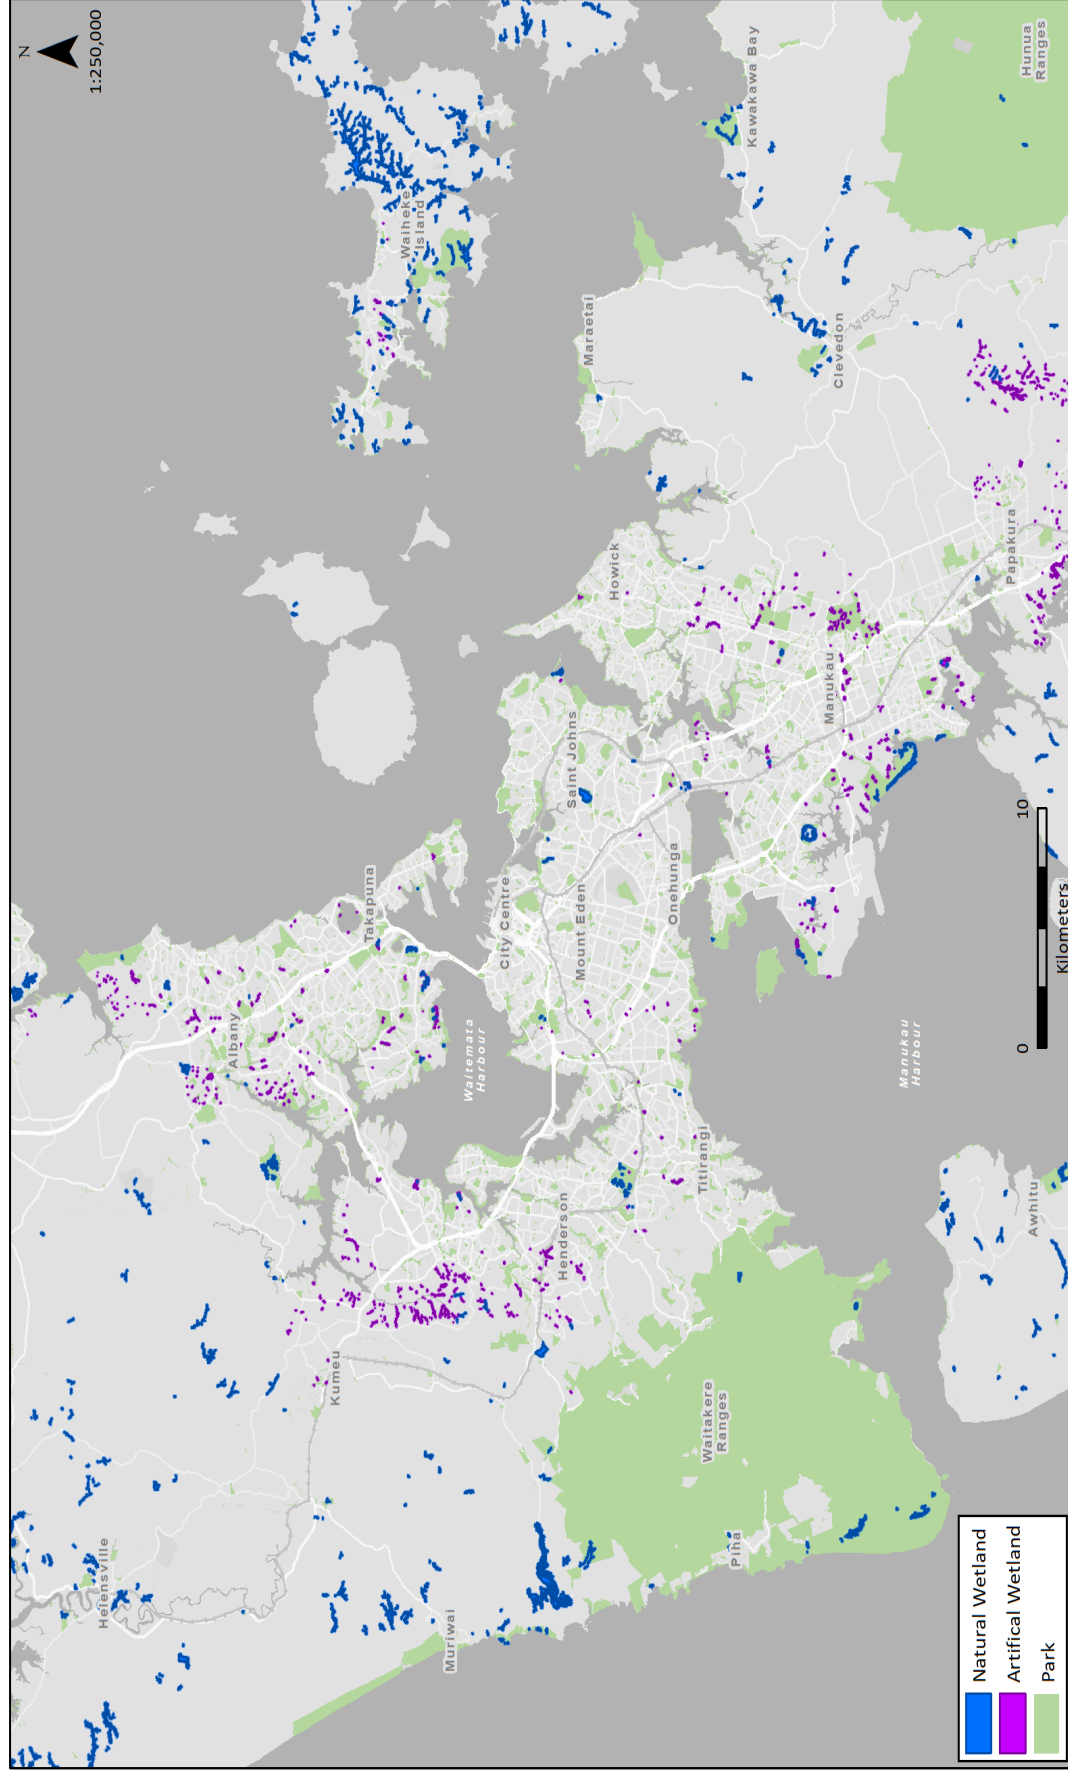 N
1:250,000
Helensville
Muriwai
Kumeu
Piha
Waitakere
Ranges
Henderson
Titirangi
Albany
Takapuna
Waitemata
Harbour
City Centre
Mount Eden
Saint Johns
Onehunga
Manukau
Harbour
Awhitu
Howick
Manukau
Papakura
Maraetai
Clevedon
Waiheke
Island
Kawakawa Bay
Hunua
Ranges
0
10
Kilometers
Natural Wetland
Artifical Wetland
Park